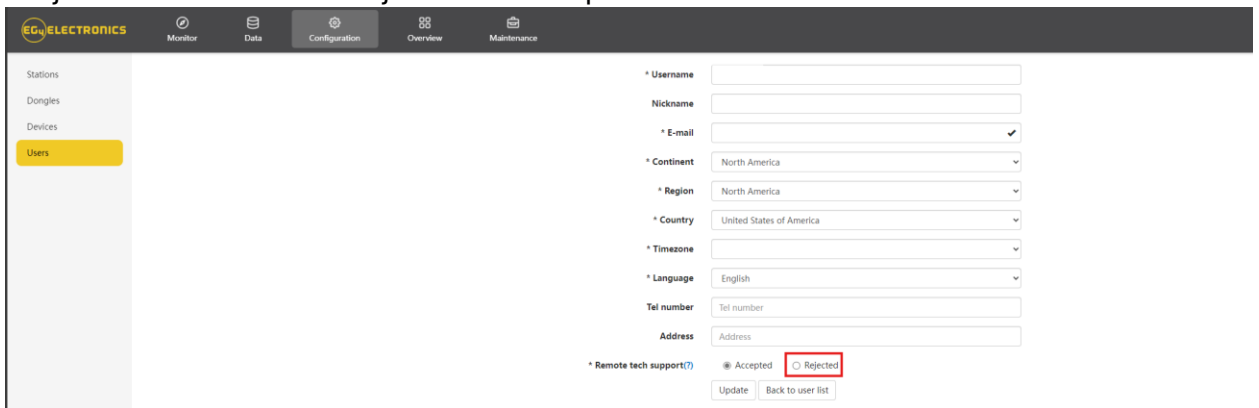 EG4 ELECTRONICS
Monitor
Data
Configuration
Overview
Maintenance
Stations
Dongles
Devices
Users
* Username
Nickname
* E-mail
* Continent North America
* Region North America
* Country United States of America
* Timezone
* Language English
Tel number Tel number
Address Address
* Remote tech support(?) Accepted Rejected
Update Back to user list